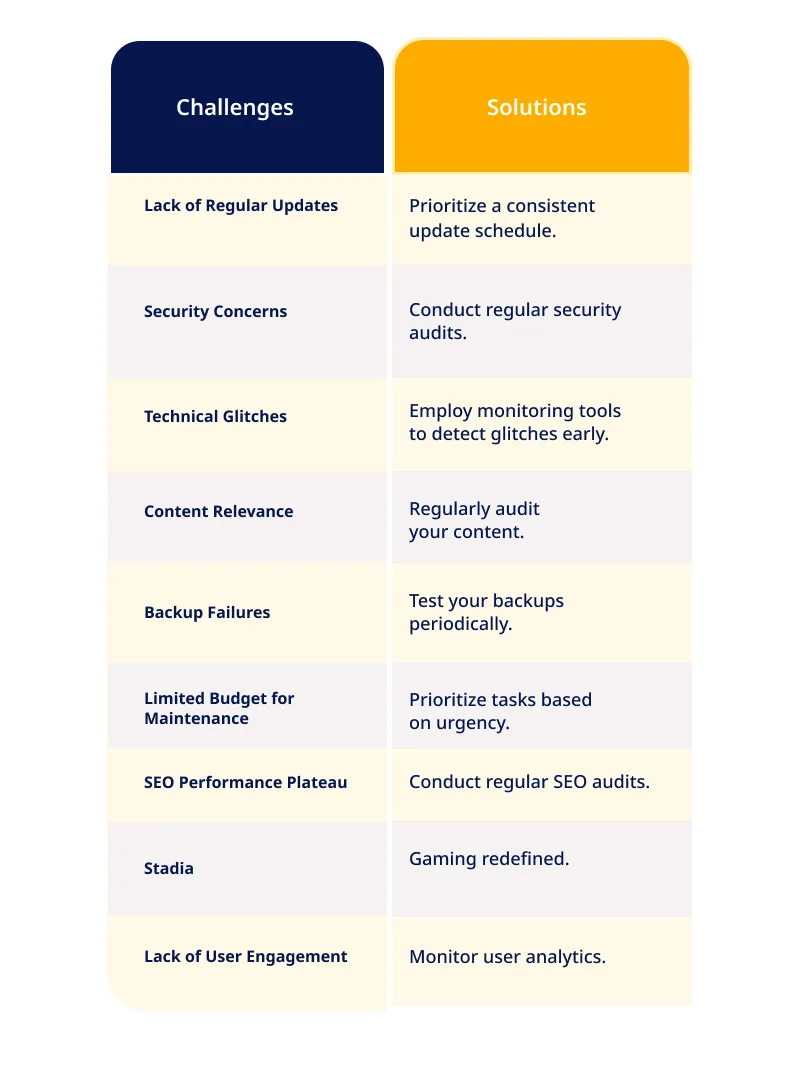 Challenges
Solutions
Lack of Regular Updates
Prioritize a consistent
update schedule.
Security Concerns
Conduct regular security
audits.
Technical Glitches
Employ monitoring tools
to detect glitches early.
Content Relevance
Regularly audit
your content.
Backup Failures
Test your backups
periodically.
Limited Budget for
Maintenance
Prioritize tasks based
on urgency.
SEO Performance Plateau
Conduct regular SEO audits.
Stadia
Gaming redefined.
Lack of User Engagement
Monitor user analytics.